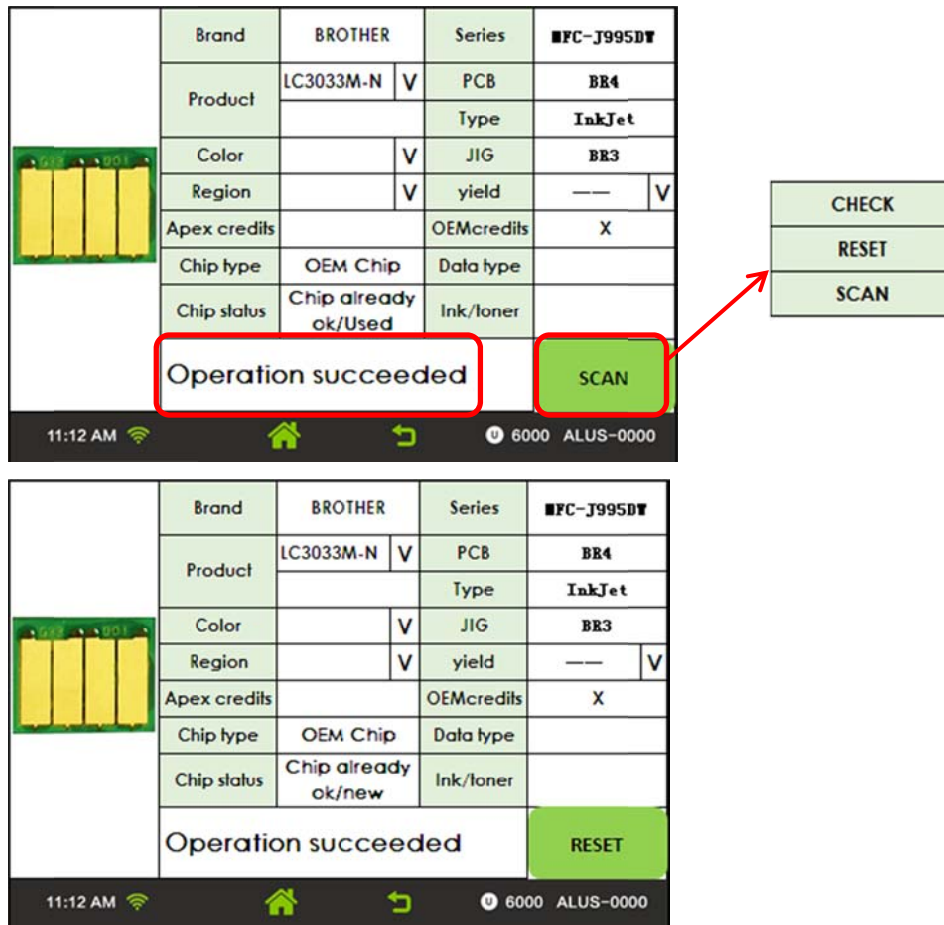 Brand BROTHER Series MFC-J995DW
Product LC3033M-N V PCB BR4
Type InkJet
Color V JIG BR3
Region V yield —— V
Apex credits OEMcredits X
Chip type OEM Chip Data type
Chip status Chip already ok/Used Ink/toner
Operation succeeded SCAN
11:12 AM U 6000 ALUS-0000
CHECK
RESET
SCAN
Brand BROTHER Series MFC-J995DW
Product LC3033M-N V PCB BR4
Type InkJet
Color V JIG BR3
Region V yield —— V
Apex credits OEMcredits X
Chip type OEM Chip Data type
Chip status Chip already ok/new Ink/toner
Operation succeeded RESET
11:12 AM U 6000 ALUS-0000